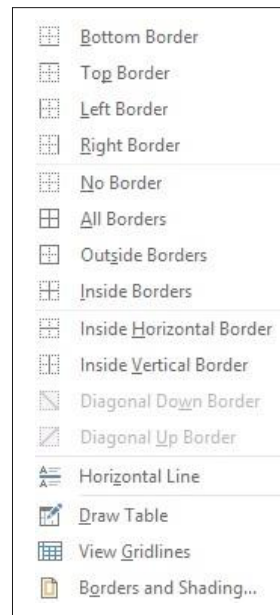 Bottom Border
Top Border
Left Border
Right Border
No Border
All Borders
Outside Borders
Inside Borders
Inside Horizontal Border
Inside Vertical Border
Diagonal Down Border
Diagonal Up Border
Horizontal Line
Draw Table
View Gridlines
Borders and Shading...